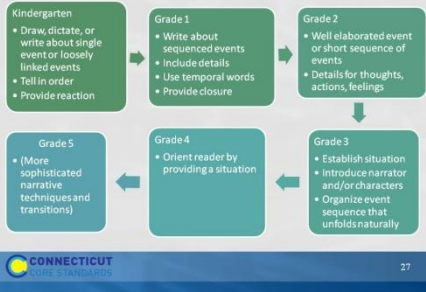 Kindergarten
• Draw, dictate, or
write about single
event or loosely
linked events
• Tell in order
• Provide reaction
Grade 1
• Write about
sequenced events
• Include details
• Use temporal words
• Provide closure
Grade 2
• Well elaborated event
or short sequence of
events
• Details for thoughts,
actions, feelings
Grade 3
• Establish situation
• Introduce narrator
and/or characters
• Organize event
sequence that
unfolds naturally
Grade 4
• Orient reader by
providing a situation
Grade 5
• (More
sophisticated
narrative
techniques and
transitions)
CONNECTICUT
CORE STANDARDS
27